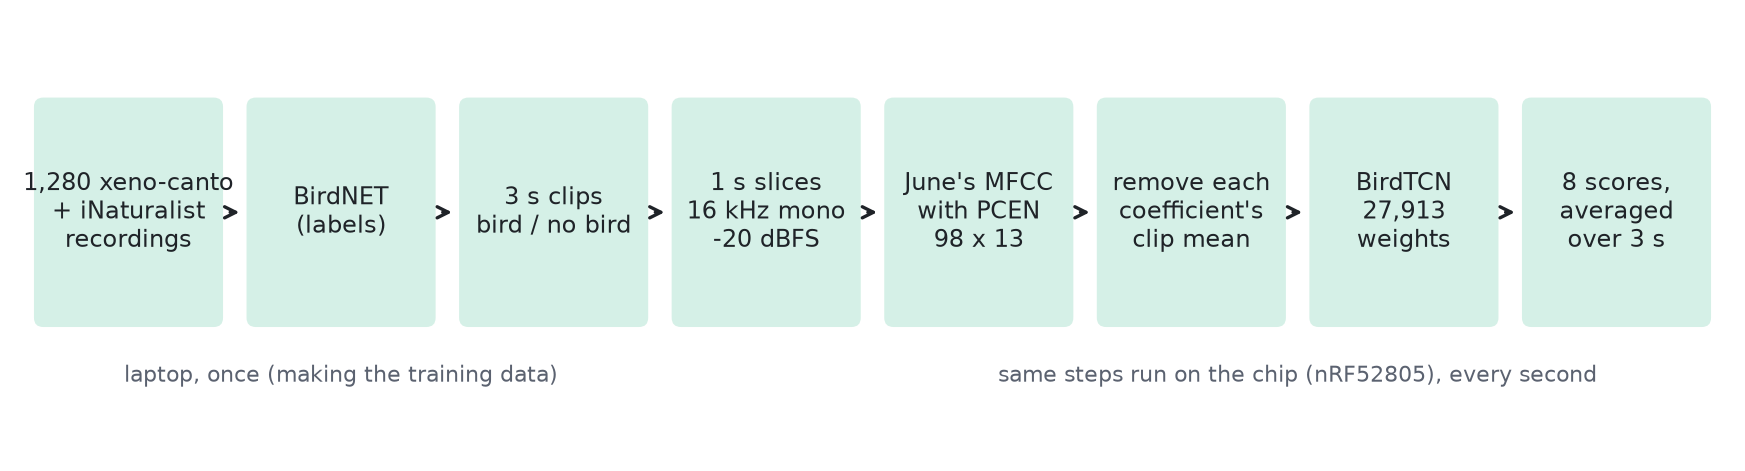 1,280 xeno-canto
+ iNaturalist
recordings
BirdNET
(labels)
3 s clips
bird / no bird
1 s slices
16 kHz mono
-20 dBFS
June's MFCC
with PCEN
98 x 13
remove each
coefficient's
clip mean
BirdTCN
27,913
weights
8 scores,
averaged
over 3 s
laptop, once (making the training data)
same steps run on the chip (nRF52805), every second